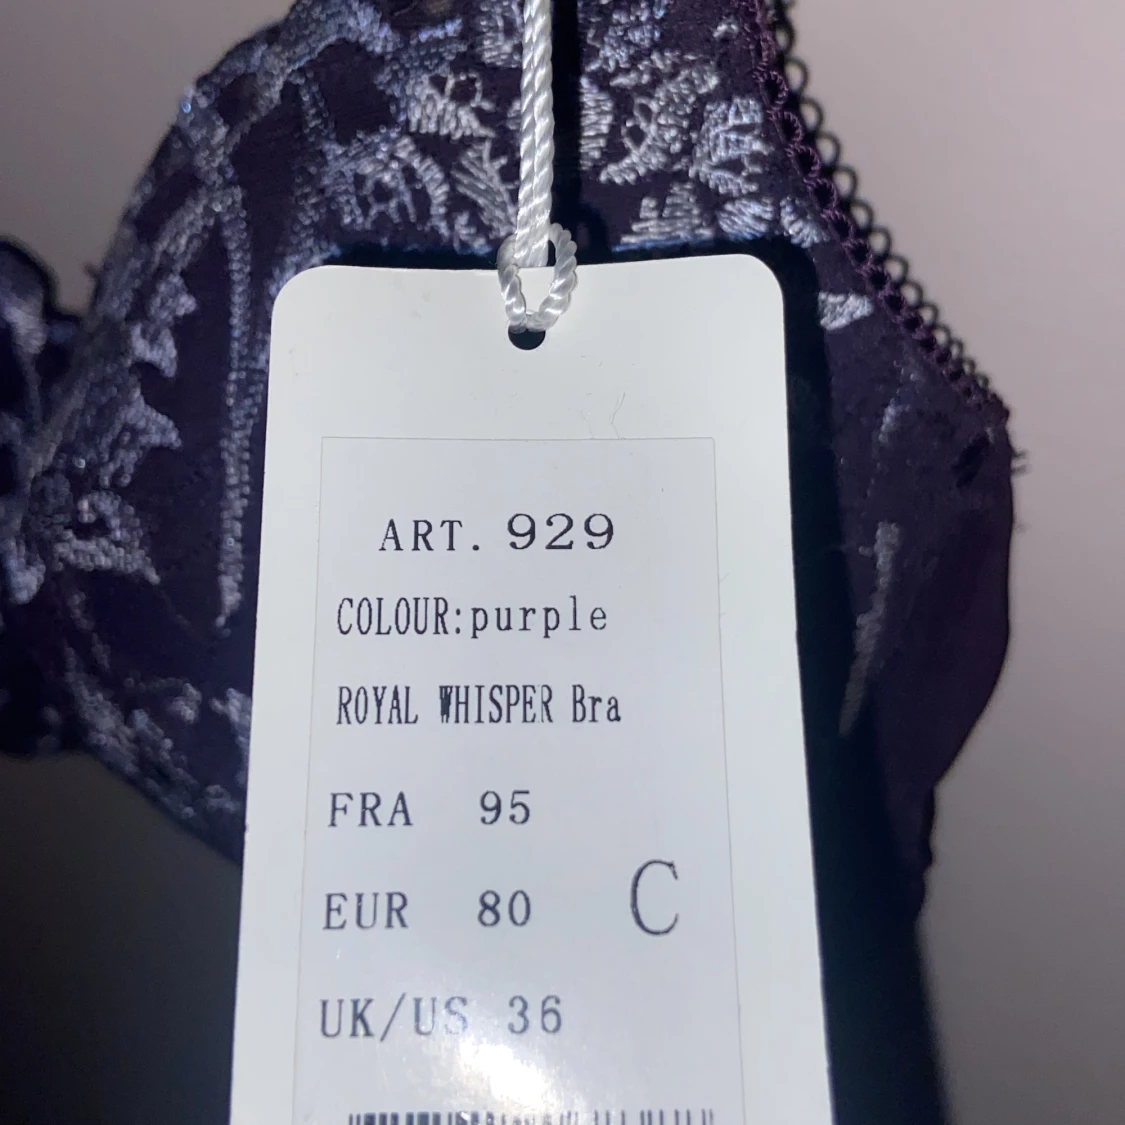 ART. 929
COLOUR:purple
ROYAL WHISPER Bra
FRA 95
EUR 80 C
UK/US 36